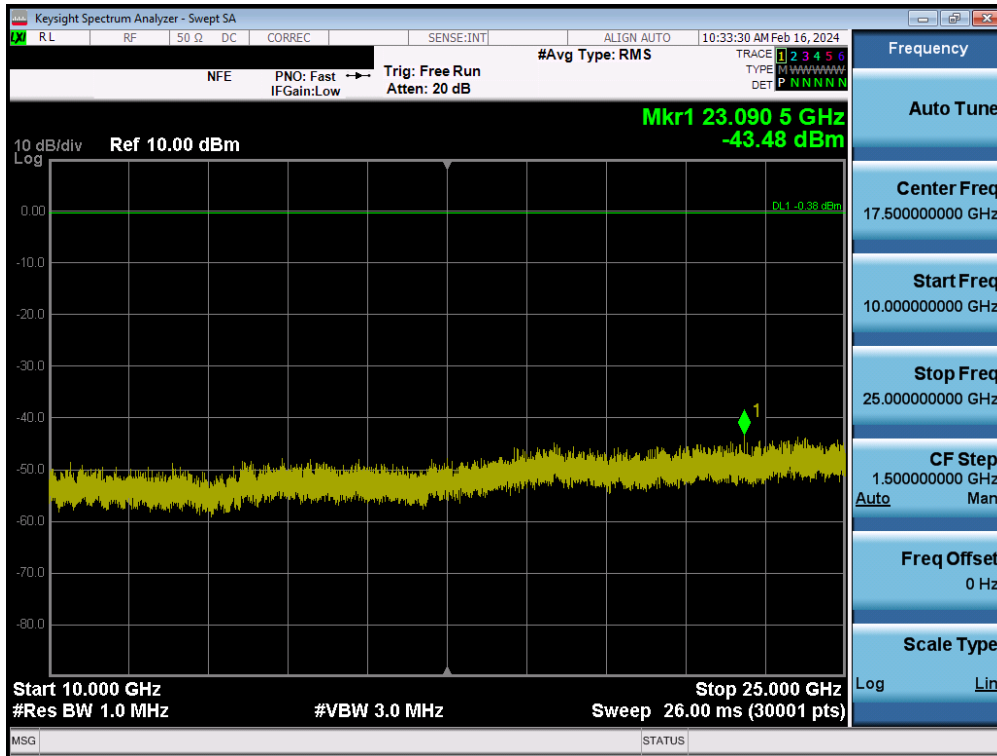 Keysight Spectrum Analyzer - Swept SA
LXI RL RF 50 Ω DC CORREC SENSE:INT ALIGN AUTO 10:33:30 AM Feb 16, 2024
NFE PNO: Fast Trig: Free Run #Avg Type: RMS TRACE 1 2 3 4 5 6
IFGain:Low Atten: 20 dB TYPE M WWWWW
DET P N N N N N
Mkr1 23.090 5 GHz
-43.48 dBm
10 dB/div Ref 10.00 dBm
Log
0.00
DL1 -0.38 dBm
-10.0
-20.0
-30.0
-40.0
1
-50.0
-60.0
-70.0
-80.0
Start 10.000 GHz Stop 25.000 GHz
#Res BW 1.0 MHz #VBW 3.0 MHz Sweep 26.00 ms (30001 pts)
MSG STATUS
Frequency
Auto Tune
Center Freq
17.500000000 GHz
Start Freq
10.000000000 GHz
Stop Freq
25.000000000 GHz
CF Step
1.500000000 GHz
Auto Man
Freq Offset
0 Hz
Scale Type
Log Lin